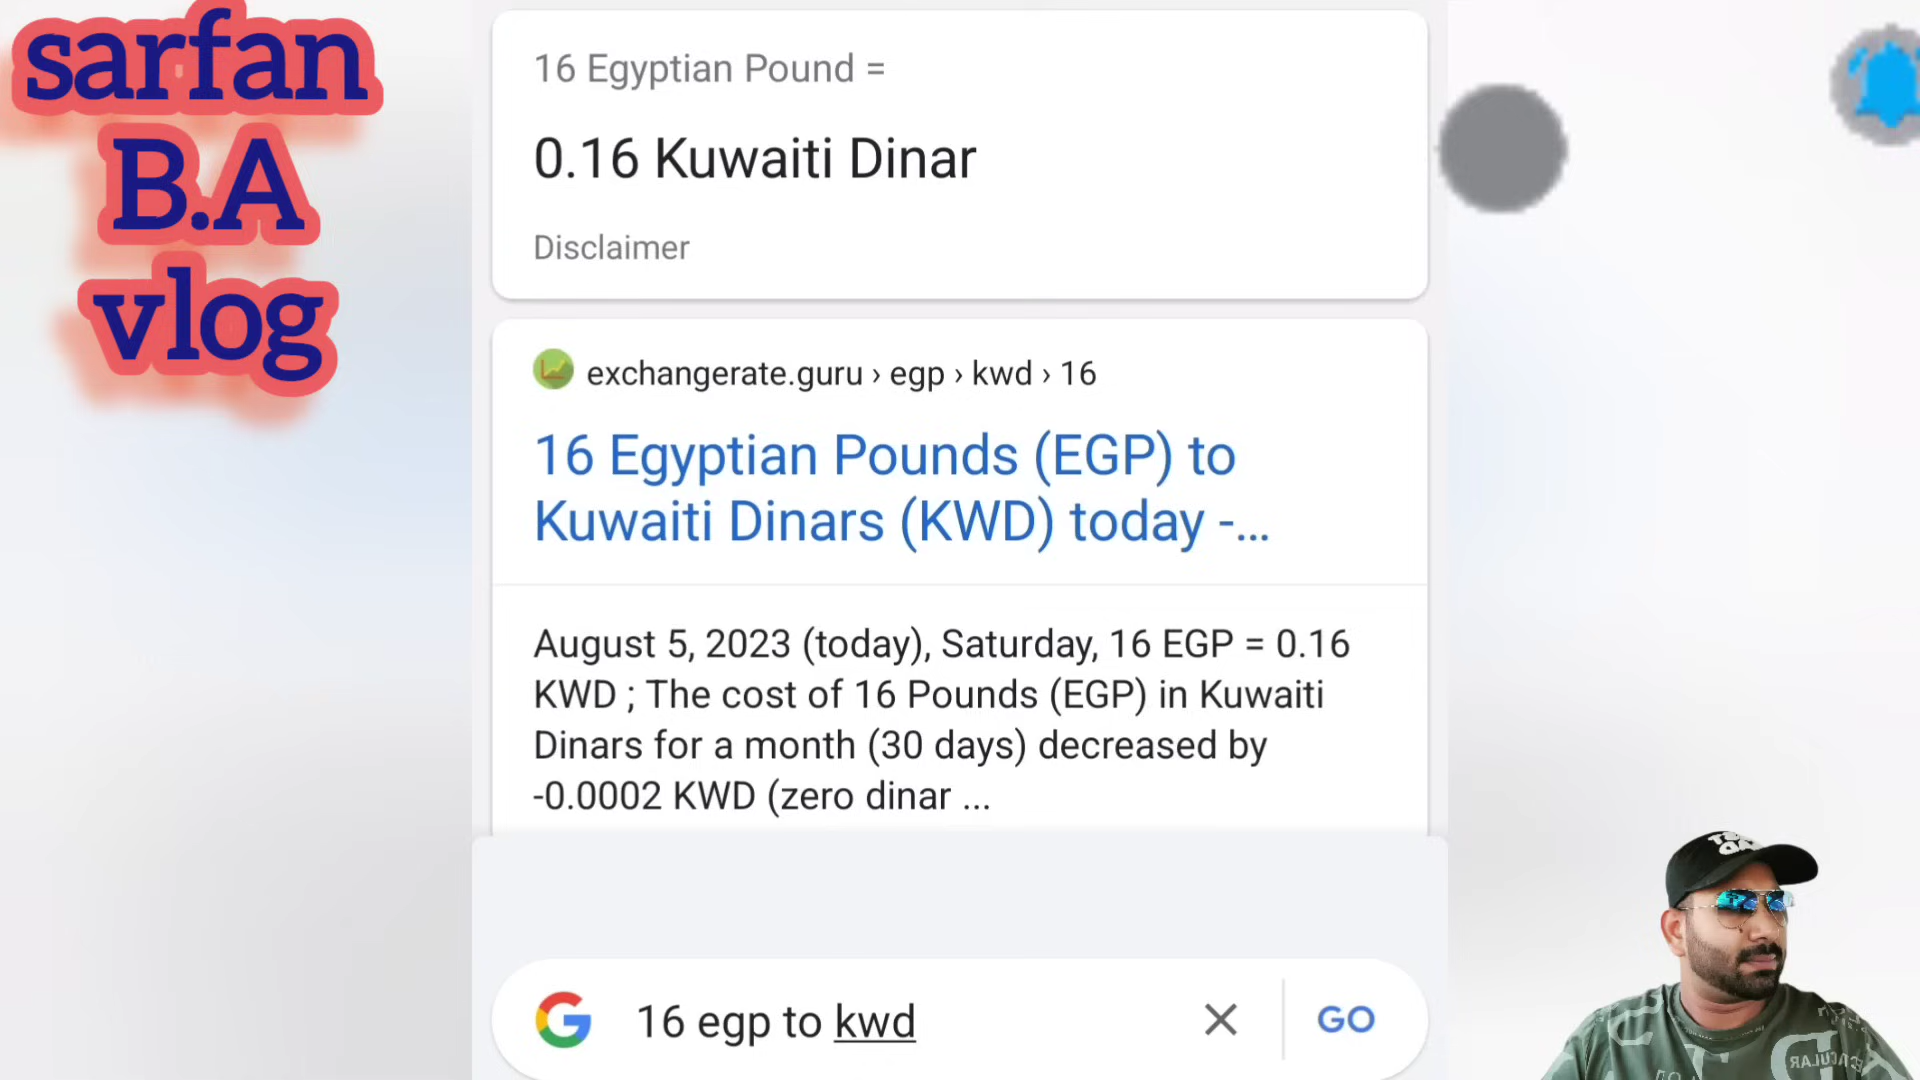 sarfan
B.A
vlog
16 Egyptian Pound =
0.16 Kuwaiti Dinar
Disclaimer
exchangerate.guru › egp › kwd › 16
16 Egyptian Pounds (EGP) to
Kuwaiti Dinars (KWD) today -...
August 5, 2023 (today), Saturday, 16 EGP = 0.16
KWD ; The cost of 16 Pounds (EGP) in Kuwaiti
Dinars for a month (30 days) decreased by
-0.0002 KWD (zero dinar ...
16 egp to kwd
GO